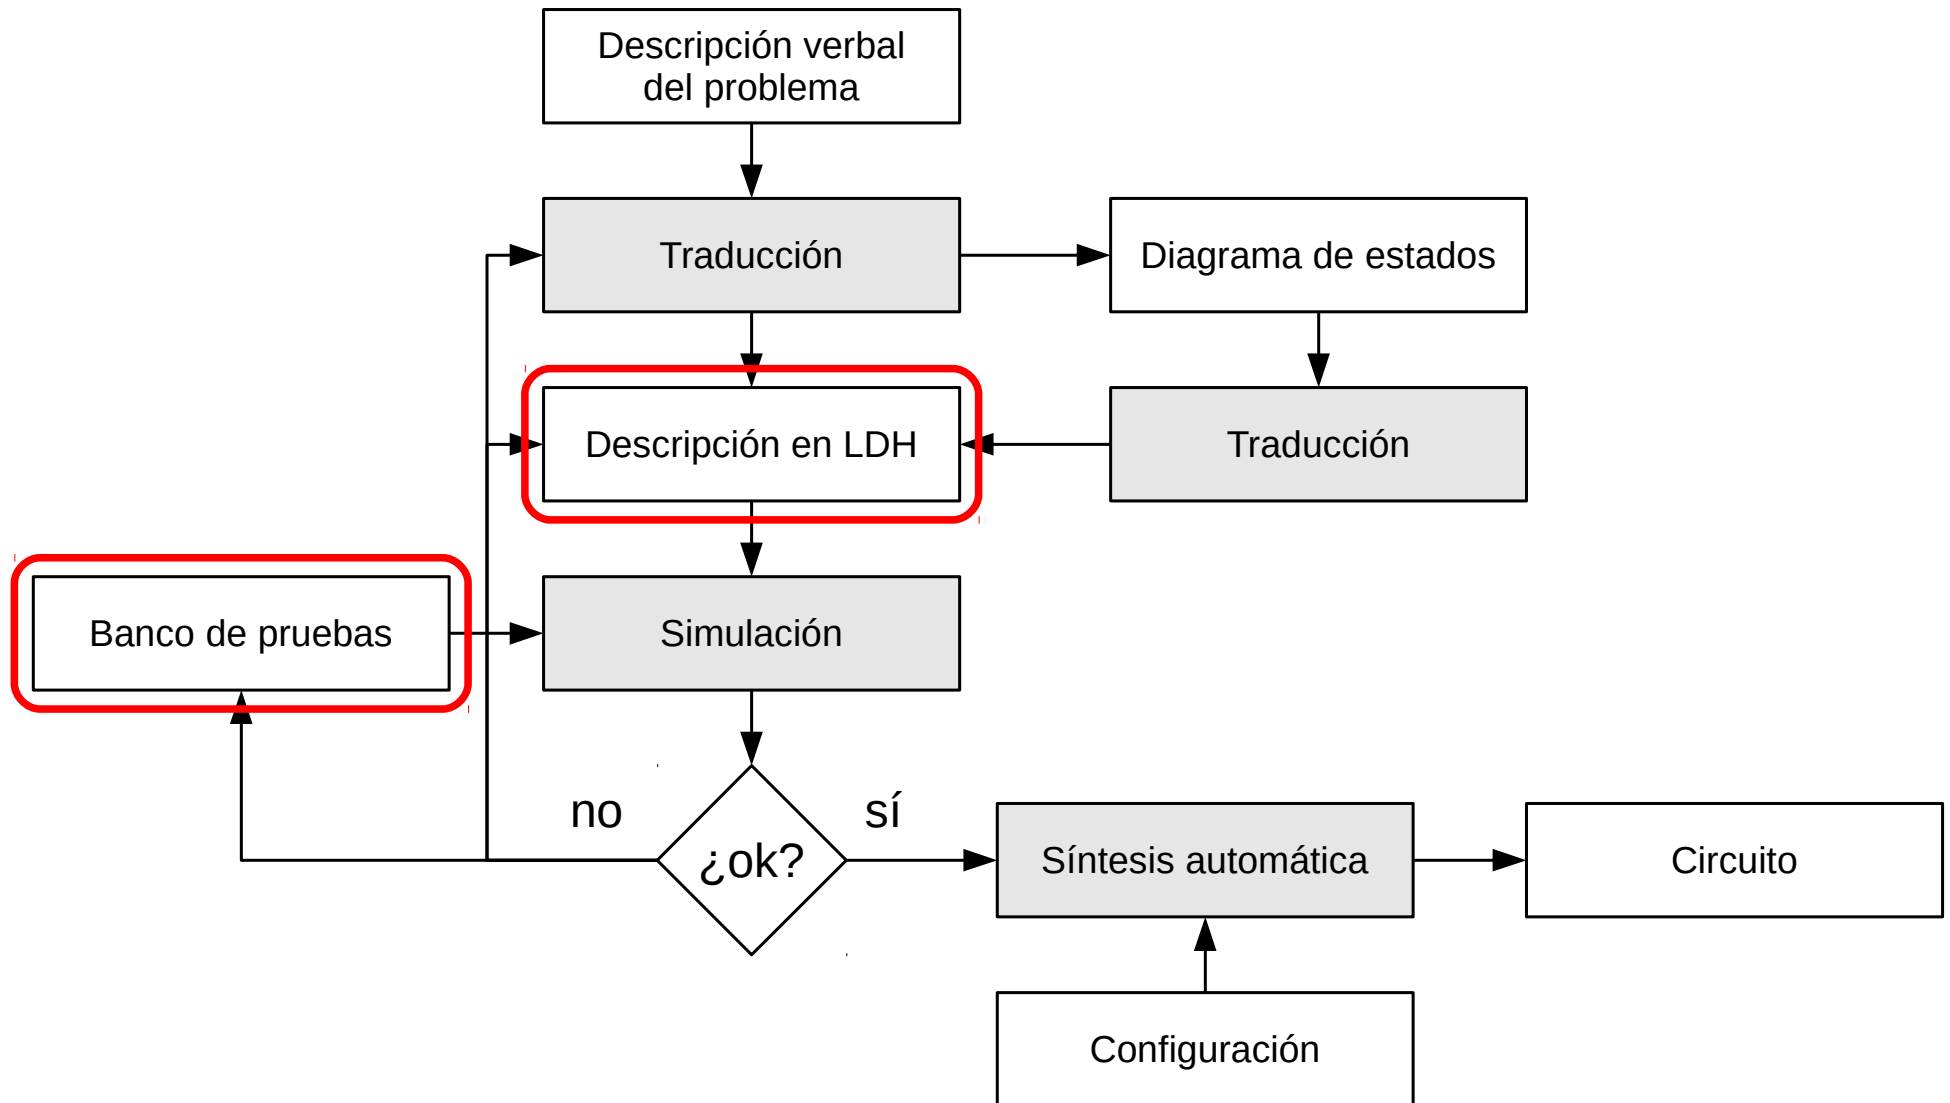 Descripción verbal
del problema
Traducción
Diagrama de estados
Descripción en LDH
Traducción
Banco de pruebas
Simulación
no
sí
¿ok?
Síntesis automática
Circuito
Configuración